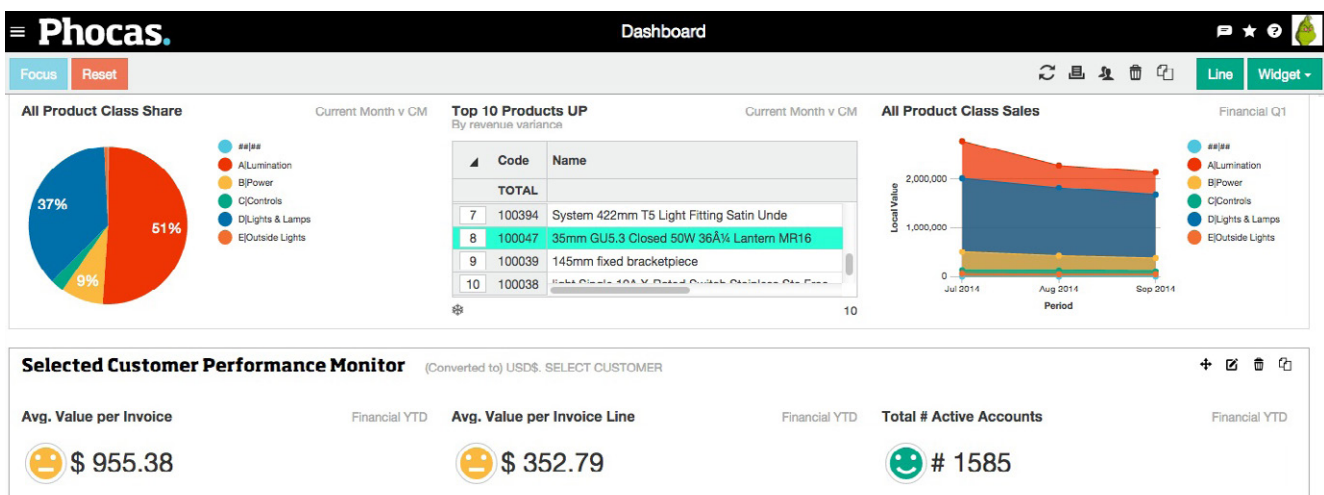 Phocas.
Dashboard
Focus
Reset
Line
Widget
All Product Class Share
Current Month v CM
37%
51%
9%
##|##
A|Lumination
B|Power
C|Controls
D|Lights & Lamps
E|Outside Lights
Top 10 Products UP
Current Month v CM
By revenue variance
Code Name
TOTAL
7 100394 System 422mm T5 Light Fitting Satin Unde
8 100047 35mm GU5.3 Closed 50W 36Â¼ Lantern MR16
9 100039 145mm fixed bracketpiece
10 100038
10
All Product Class Sales
Financial Q1
Local Value
2,000,000
1,000,000
0
Jul 2014
Aug 2014
Sep 2014
Period
##|##
A|Lumination
B|Power
C|Controls
D|Lights & Lamps
E|Outside Lights
Selected Customer Performance Monitor
(Converted to) USD$. SELECT CUSTOMER
Avg. Value per Invoice
Financial YTD
$ 955.38
Avg. Value per Invoice Line
Financial YTD
$ 352.79
Total # Active Accounts
Financial YTD
# 1585